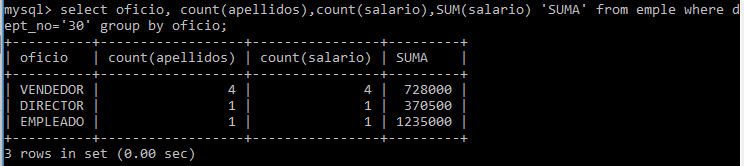 mysql> select oficio, count(apellidos),count(salario),SUM(salario) 'SUMA' from emple where d
ept_no='30' group by oficio;
+----------+------------------+----------------+---------+
| oficio   | count(apellidos) | count(salario) | SUMA    |
+----------+------------------+----------------+---------+
| VENDEDOR |                4 |              4 |  728000 |
| DIRECTOR |                1 |              1 |  370500 |
| EMPLEADO |                1 |              1 | 1235000 |
+----------+------------------+----------------+---------+
3 rows in set (0.00 sec)